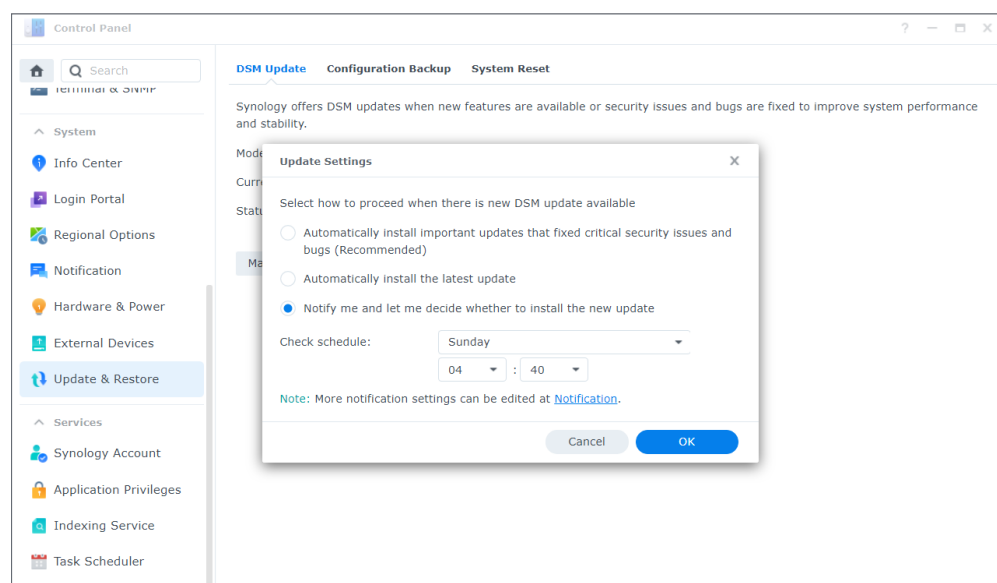 Control Panel
?
Search
Terminal & SNMP
System
Info Center
Login Portal
Regional Options
Notification
Hardware & Power
External Devices
Update & Restore
Services
Synology Account
Application Privileges
Indexing Service
Task Scheduler
DSM Update Configuration Backup System Reset
Synology offers DSM updates when new features are available or security issues and bugs are fixed to improve system performance
and stability.
Update Settings
Select how to proceed when there is new DSM update available
Automatically install important updates that fixed critical security issues and
bugs (Recommended)
Automatically install the latest update
Notify me and let me decide whether to install the new update
Check schedule: Sunday
04 : 40
Note: More notification settings can be edited at Notification.
Cancel OK